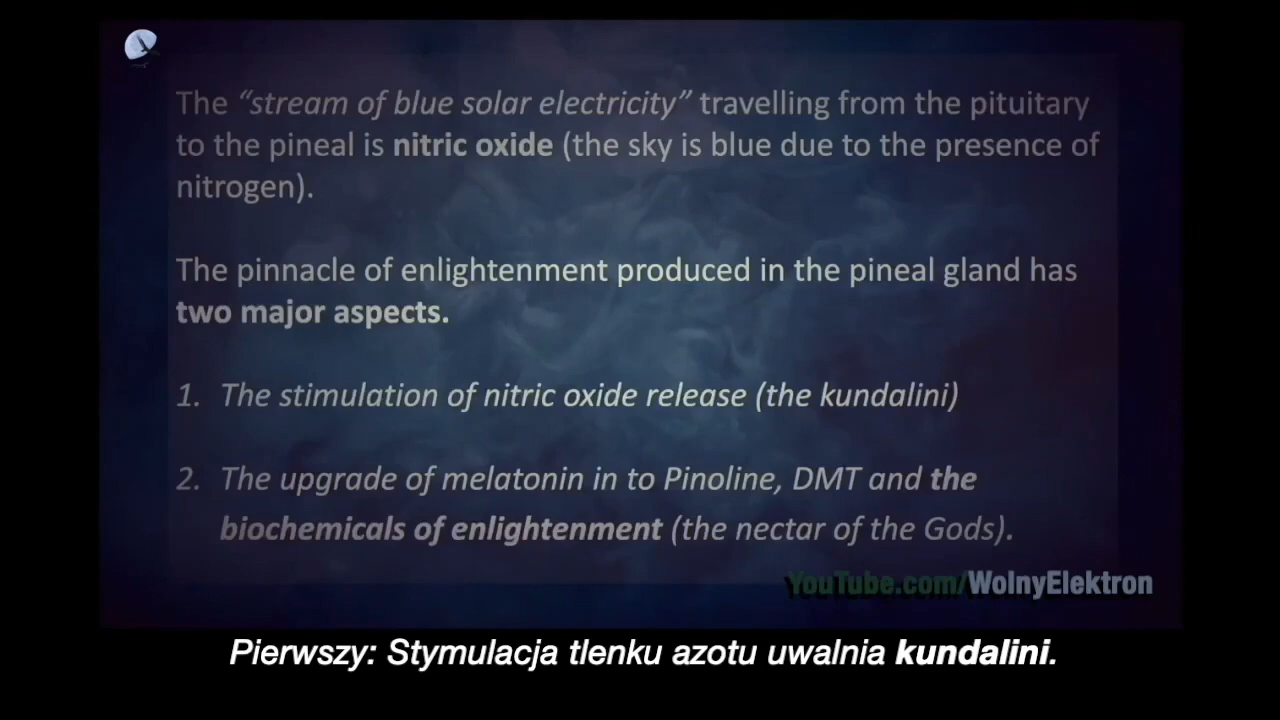 The “stream of blue solar electricity” travelling from the pituitary
to the pineal is nitric oxide (the sky is blue due to the presence of
nitrogen).
The pinnacle of enlightenment produced in the pineal gland has
two major aspects.
1. The stimulation of nitric oxide release (the kundalini)
2. The upgrade of melatonin in to Pinoline, DMT and the
biochemicals of enlightenment (the nectar of the Gods).
YouTube.com/WolnyElektron
Pierwszy: Stymulacja tlenku azotu uwalnia kundalini.